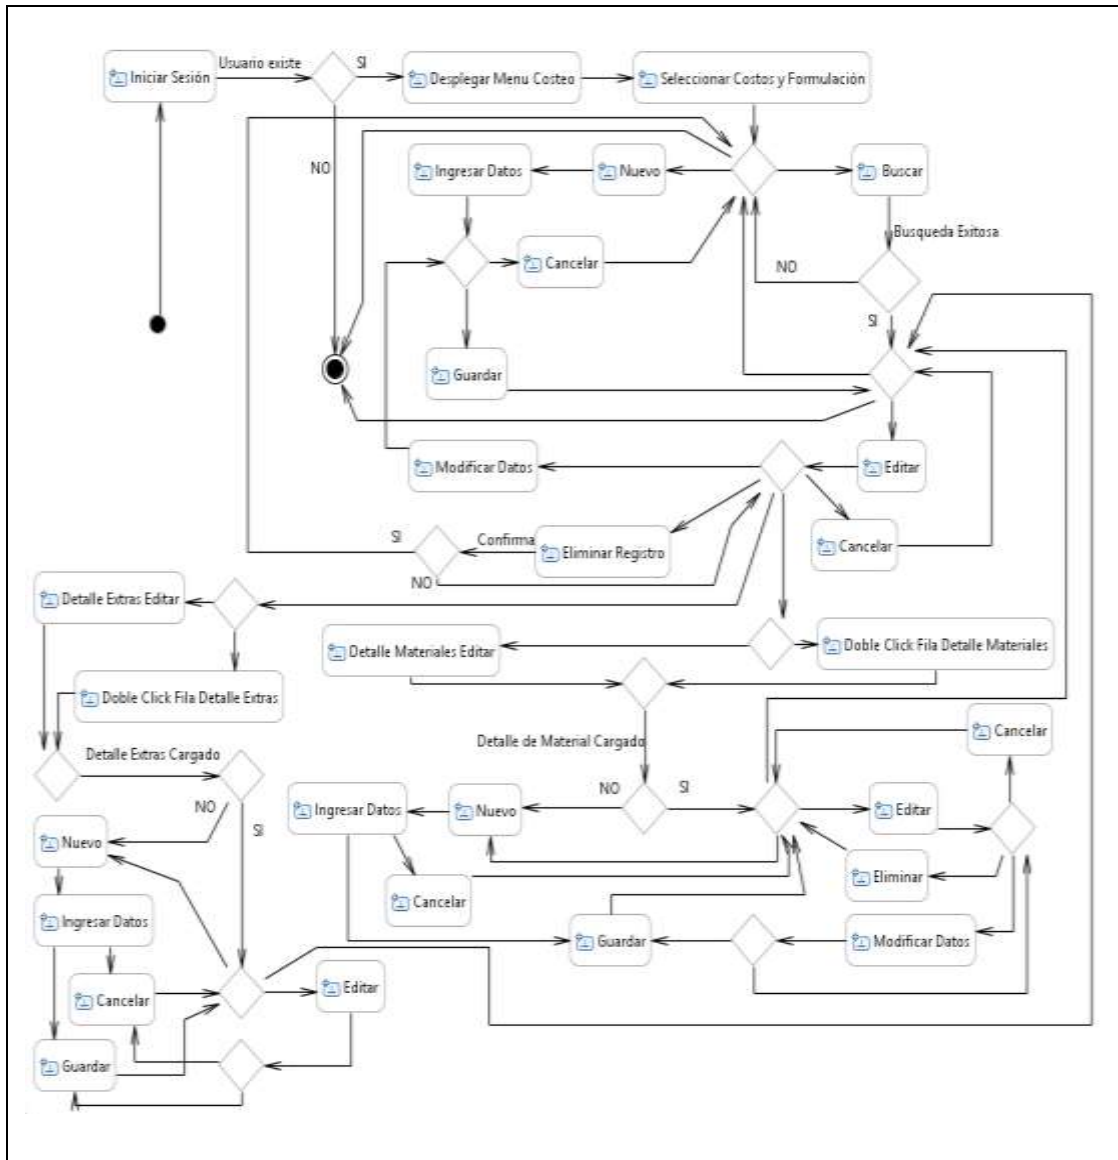 Iniciar Sesión
Usuario existe
SI
Desplegar Menu Costeo
Seleccionar Costos y Formulación
NO
Ingresar Datos
Nuevo
Buscar
Busqueda Exitosa
Cancelar
NO
SI
Guardar
Modificar Datos
Editar
SI
Confirma
Eliminar Registro
Cancelar
NO
Detalle Extras Editar
Detalle Materiales Editar
Doble Click Fila Detalle Materiales
Doble Click Fila Detalle Extras
Detalle Extras Cargado
Detalle de Material Cargado
Cancelar
NO
SI
NO
SI
Ingresar Datos
Nuevo
Editar
Nuevo
Cancelar
Eliminar
Ingresar Datos
Guardar
Modificar Datos
Cancelar
Editar
Guardar